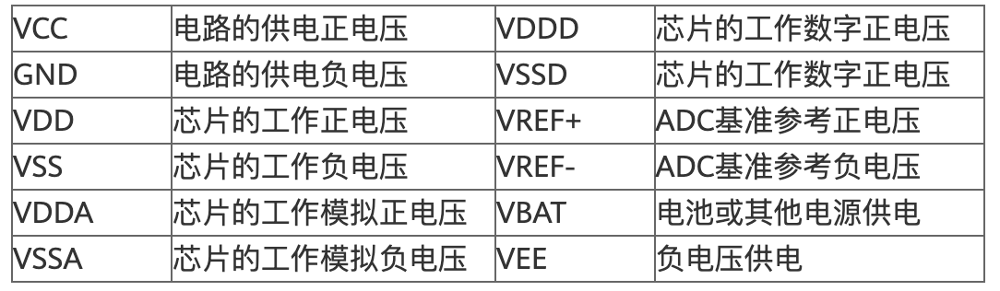 VCC 电路的供电正电压 VDDD 芯片的工作数字正电压
GND 电路的供电负电压 VSSD 芯片的工作数字正电压
VDD 芯片的工作正电压 VREF+ ADC基准参考正电压
VSS 芯片的工作负电压 VREF- ADC基准参考负电压
VDDA 芯片的工作模拟正电压 VBAT 电池或其他电源供电
VSSA 芯片的工作模拟负电压 VEE 负电压供电